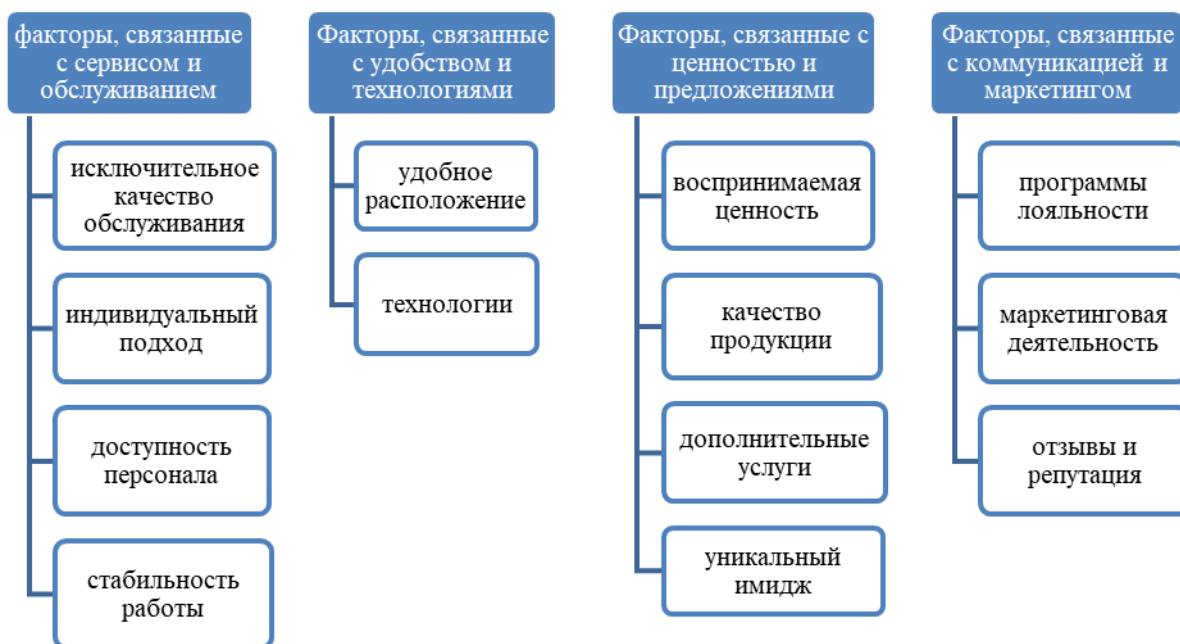 факторы, связанные
с сервисом и
обслуживанием
исключительное
качество
обслуживания
индивидуальный
подход
доступность
персонала
стабильность
работы
Факторы, связанные
с удобством и
технологиями
удобное
расположение
технологии
Факторы, связанные с
ценностью и
предложениями
воспринимаемая
ценность
качество
продукции
дополнительные
услуги
уникальный
имидж
Факторы, связанные
с коммуникацией и
маркетингом
программы
лояльности
маркетинговая
деятельность
отзывы и
репутация